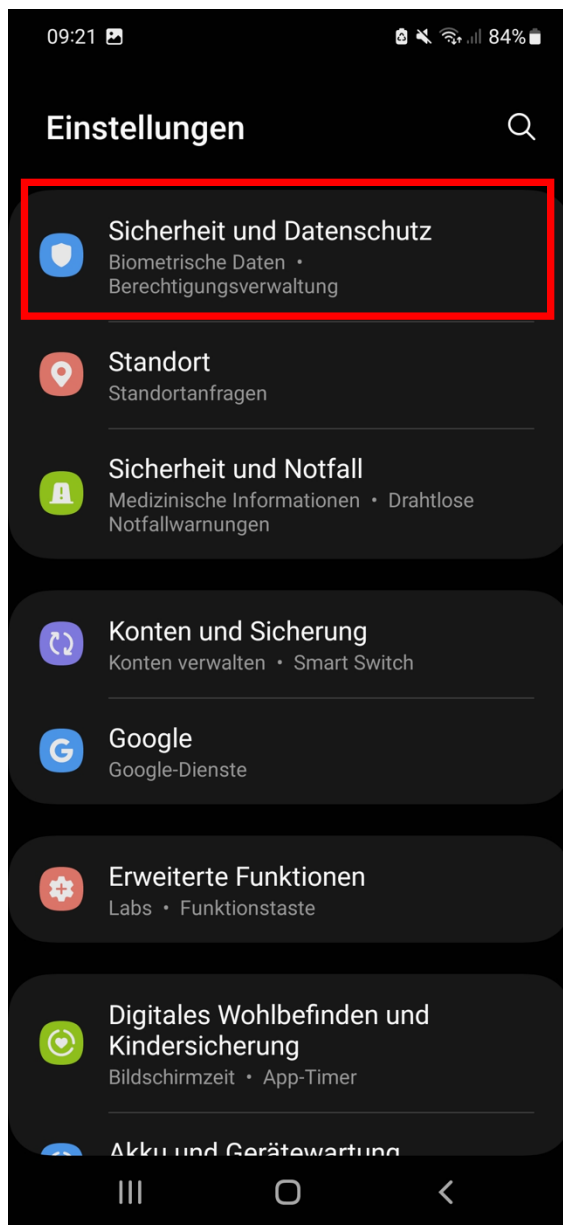 09:21 84%
Einstellungen
Sicherheit und Datenschutz
Biometrische Daten •
Berechtigungsverwaltung
Standort
Standortanfragen
Sicherheit und Notfall
Medizinische Informationen • Drahtlose
Notfallwarnungen
Konten und Sicherung
Konten verwalten • Smart Switch
Google
Google-Dienste
Erweiterte Funktionen
Labs • Funktionstaste
Digitales Wohlbefinden und
Kindersicherung
Bildschirmzeit • App-Timer
Akku und Gerätewartung